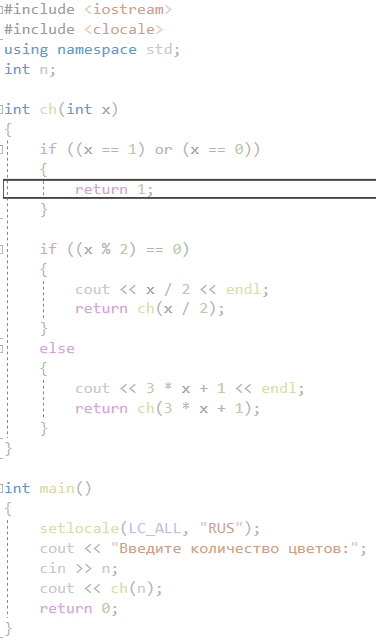 #include <iostream>
#include <clocale>
using namespace std;
int n;
int ch(int x)
{
if ((x == 1) or (x == 0))
{
return 1;
}
if ((x % 2) == 0)
{
cout << x / 2 << endl;
return ch(x / 2);
}
else
{
cout << 3 * x + 1 << endl;
return ch(3 * x + 1);
}
}
int main()
{
setlocale(LC_ALL, "RUS");
cout << "Введите количество цветов:";
cin >> n;
cout << ch(n);
return 0;
}